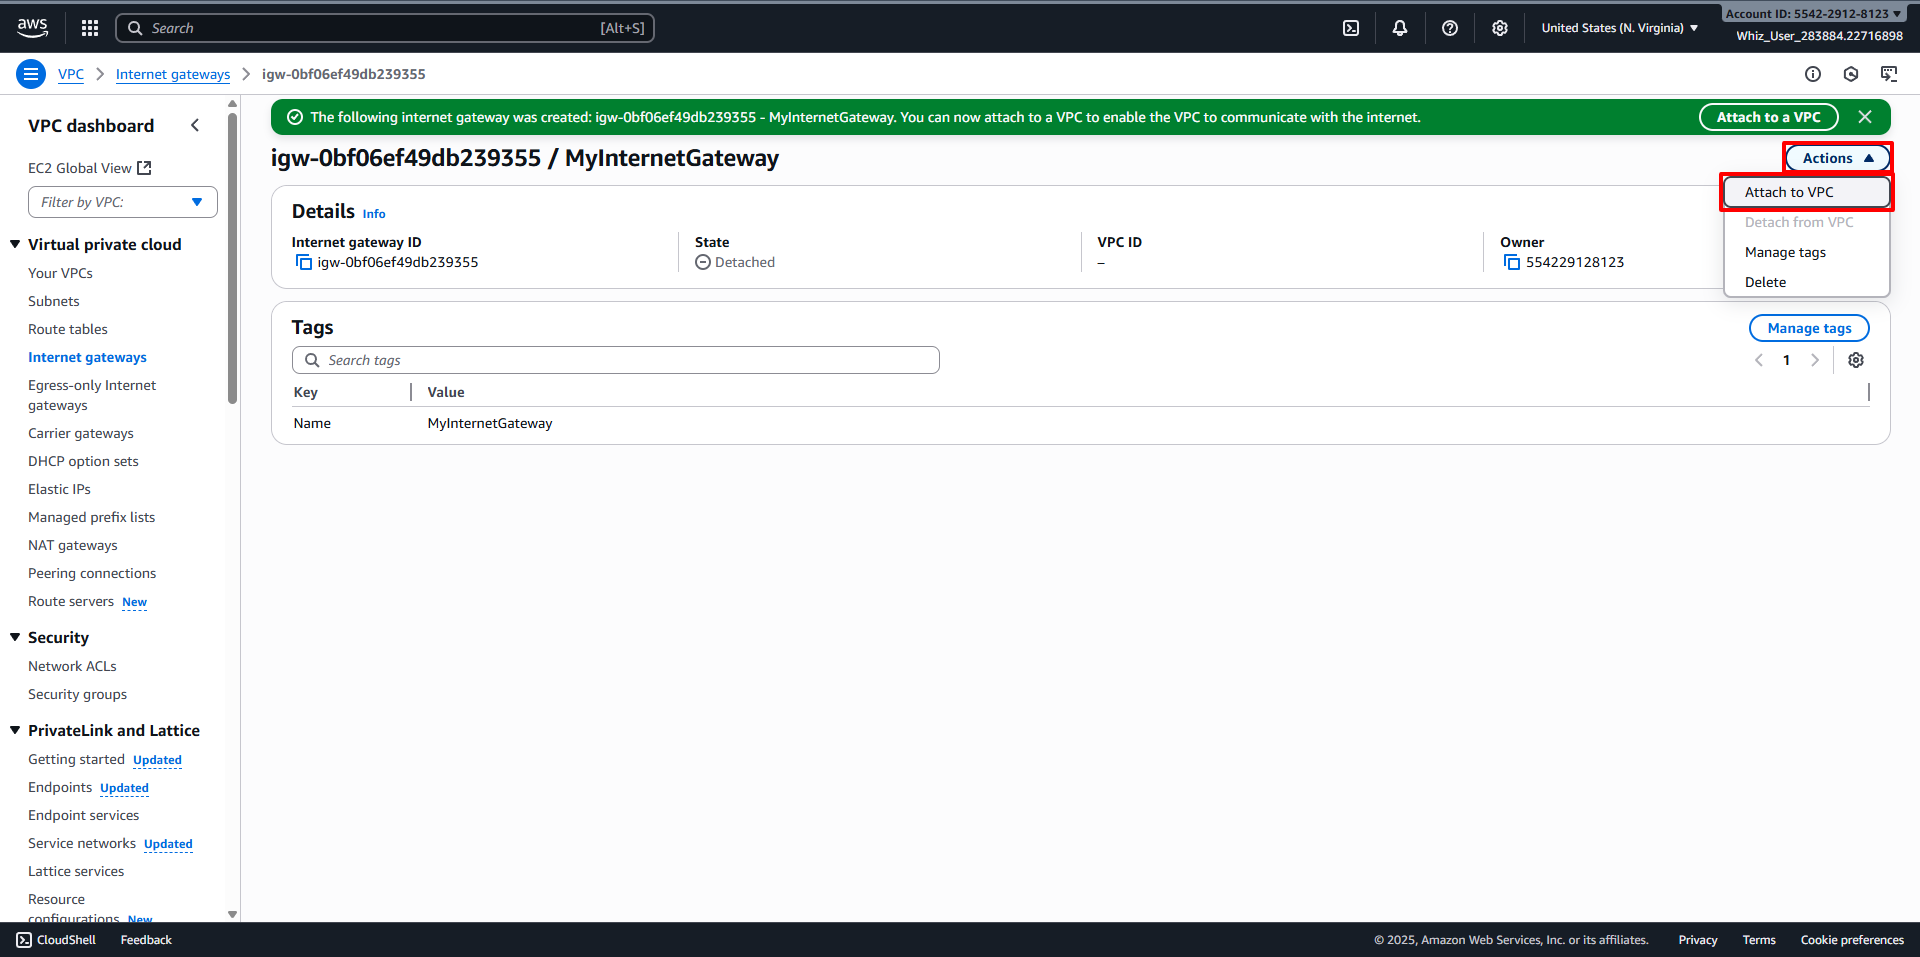 aws
Search
[Alt+S]
United States (N. Virginia)
Account ID: 5542-2912-8123
Whiz_User_283884.22716898
VPC
Internet gateways
igw-0bf06ef49db239355
VPC dashboard
EC2 Global View
Filter by VPC:
Virtual private cloud
Your VPCs
Subnets
Route tables
Internet gateways
Egress-only Internet
gateways
Carrier gateways
DHCP option sets
Elastic IPs
Managed prefix lists
NAT gateways
Peering connections
Route servers New
Security
Network ACLs
Security groups
PrivateLink and Lattice
Getting started Updated
Endpoints Updated
Endpoint services
Service networks Updated
Lattice services
Resource
configurations New
The following internet gateway was created: igw-0bf06ef49db239355 - MyInternetGateway. You can now attach to a VPC to enable the VPC to communicate with the internet.
Attach to a VPC
igw-0bf06ef49db239355 / MyInternetGateway
Actions
Attach to VPC
Detach from VPC
Manage tags
Delete
Details Info
Internet gateway ID
igw-0bf06ef49db239355
State
Detached
VPC ID
–
Owner
554229128123
Tags
Manage tags
Search tags
1
Key Value
Name MyInternetGateway
CloudShell
Feedback
© 2025, Amazon Web Services, Inc. or its affiliates.
Privacy
Terms
Cookie preferences